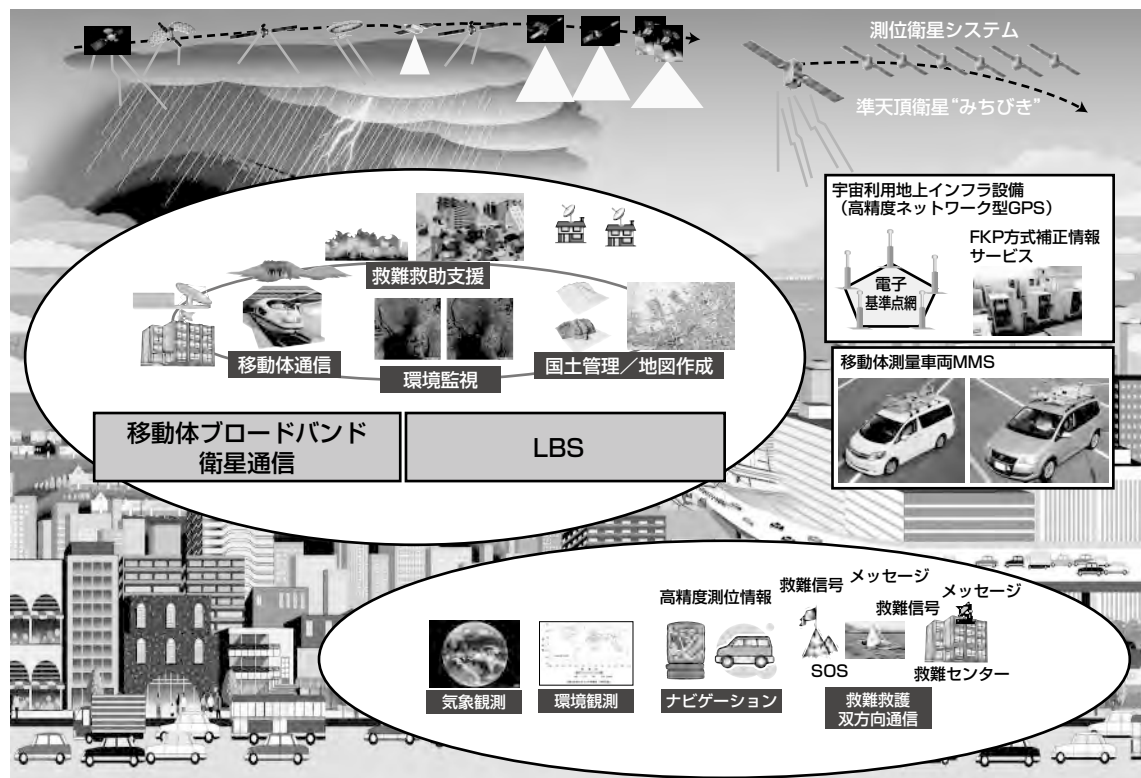 測位衛星システム
準天頂衛星“みちびき”
宇宙利用地上インフラ設備
（高精度ネットワーク型GPS）
FKP方式補正情報
サービス
電子
基準点網
移動体測量車両MMS
救難救助支援
移動体通信
環境監視
国土管理／地図作成
移動体ブロードバンド
衛星通信
LBS
高精度測位情報
救難信号
メッセージ
救難信号
メッセージ
SOS
救難センター
気象観測
環境観測
ナビゲーション
救難救護
双方向通信